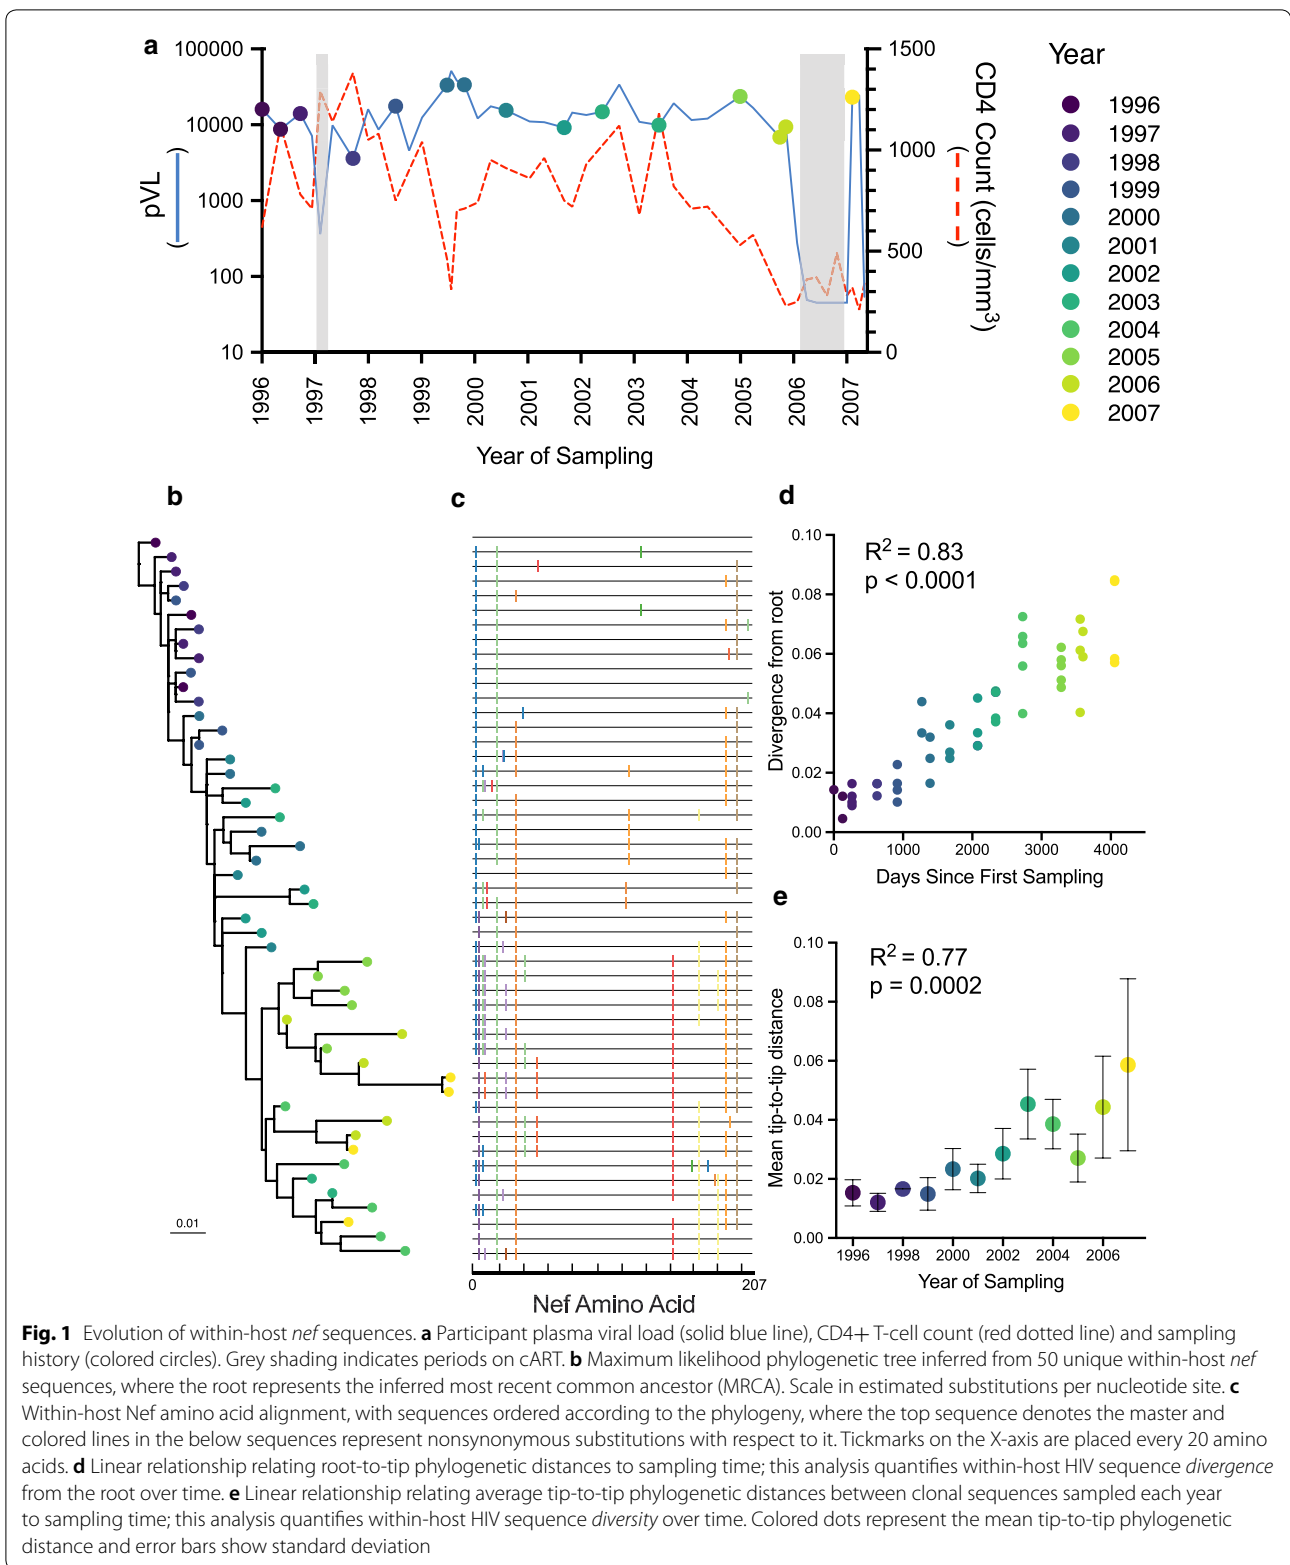 a
100000
10000
1000
100
10
pVL
( )
1500
1000
500
0
CD4 Count (cells/mm3)
( )
1996
1997
1998
1999
2000
2001
2002
2003
2004
2005
2006
2007
Year of Sampling
Year
1996
1997
1998
1999
2000
2001
2002
2003
2004
2005
2006
2007
b
0.01
c
0
207
Nef Amino Acid
d
R2 = 0.83
p < 0.0001
Divergence from root
0.10
0.08
0.06
0.04
0.02
0.00
0 1000 2000 3000 4000
Days Since First Sampling
e
R2 = 0.77
p = 0.0002
Mean tip-to-tip distance
0.10
0.08
0.06
0.04
0.02
0.00
1996 1998 2000 2002 2004 2006
Year of Sampling
Fig. 1 Evolution of within-host nef sequences. a Participant plasma viral load (solid blue line), CD4+ T-cell count (red dotted line) and sampling
history (colored circles). Grey shading indicates periods on cART. b Maximum likelihood phylogenetic tree inferred from 50 unique within-host nef
sequences, where the root represents the inferred most recent common ancestor (MRCA). Scale in estimated substitutions per nucleotide site. c
Within-host Nef amino acid alignment, with sequences ordered according to the phylogeny, where the top sequence denotes the master and
colored lines in the below sequences represent nonsynonymous substitutions with respect to it. Tickmarks on the X-axis are placed every 20 amino
acids. d Linear relationship relating root-to-tip phylogenetic distances to sampling time; this analysis quantifies within-host HIV sequence divergence
from the root over time. e Linear relationship relating average tip-to-tip phylogenetic distances between clonal sequences sampled each year
to sampling time; this analysis quantifies within-host HIV sequence diversity over time. Colored dots represent the mean tip-to-tip phylogenetic
distance and error bars show standard deviation